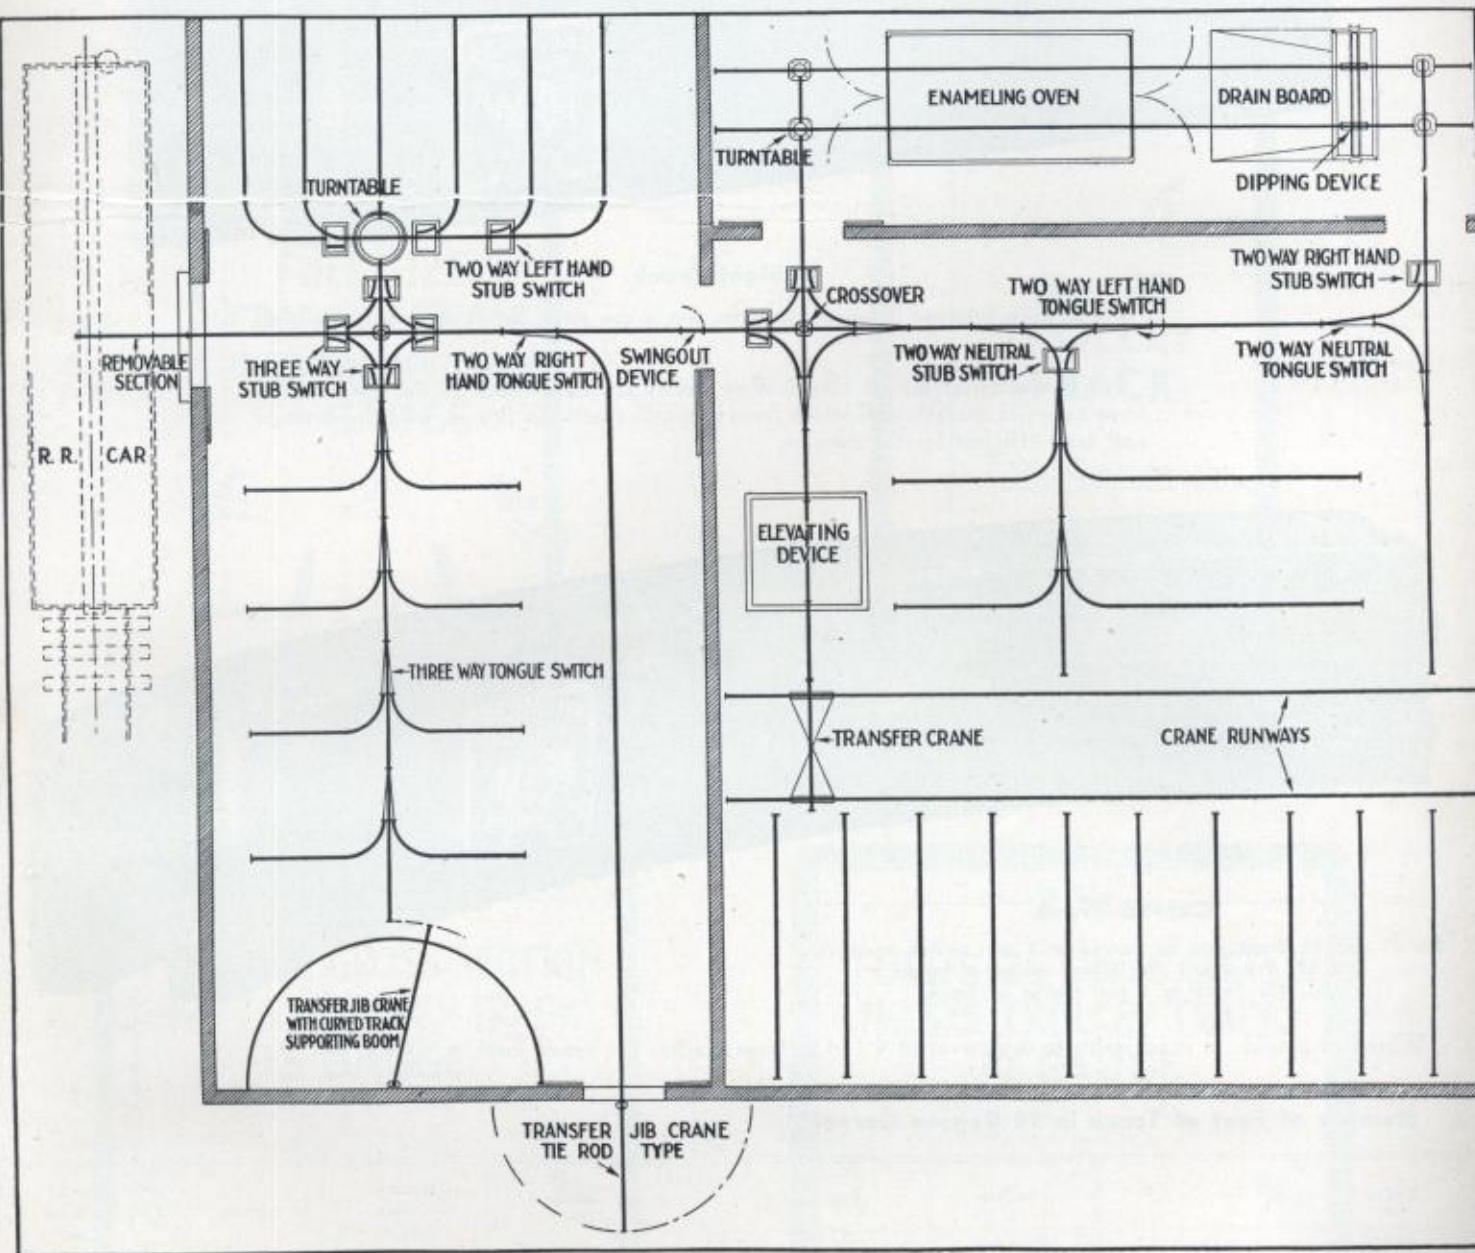 ENAMELING OVEN
DRAIN BOARD
TURNTABLE
DIPPING DEVICE
TURNTABLE
TWO WAY LEFT HAND
STUB SWITCH
TWO WAY RIGHT HAND
STUB SWITCH
CROSSOVER
TWO WAY LEFT HAND
TONGUE SWITCH
REMOVABLE
SECTION
THREE WAY
STUB SWITCH
TWO WAY RIGHT
HAND TONGUE SWITCH
SWINGOUT
DEVICE
TWO WAY NEUTRAL
STUB SWITCH
TWO WAY NEUTRAL
TONGUE SWITCH
R. R. CAR
ELEVATING
DEVICE
THREE WAY TONGUE SWITCH
TRANSFER CRANE
CRANE RUNWAYS
TRANSFER JIB CRANE
WITH CURVED TRACK
SUPPORTING BOOM
TRANSFER JIB CRANE
TIE ROD TYPE